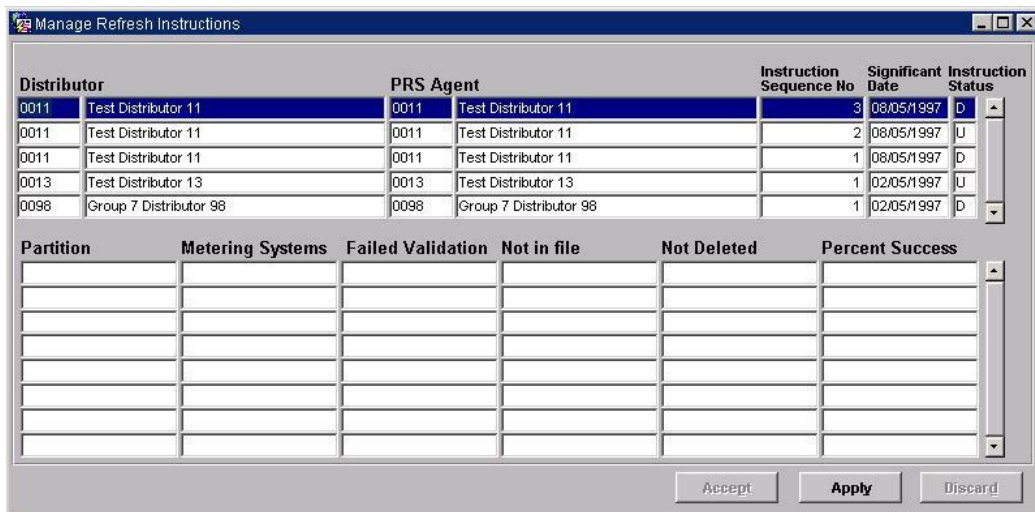 Manage Refresh Instructions
Distributor PRS Agent Instruction Sequence No Significant Date Instruction Status
0011 Test Distributor 11 0011 Test Distributor 11 3 08/05/1997 D
0011 Test Distributor 11 0011 Test Distributor 11 2 08/05/1997 U
0011 Test Distributor 11 0011 Test Distributor 11 1 08/05/1997 D
0013 Test Distributor 13 0013 Test Distributor 13 1 02/05/1997 U
0098 Group 7 Distributor 98 0098 Group 7 Distributor 98 1 02/05/1997 D
Partition Metering Systems Failed Validation Not in file Not Deleted Percent Success
Accept Apply Discard